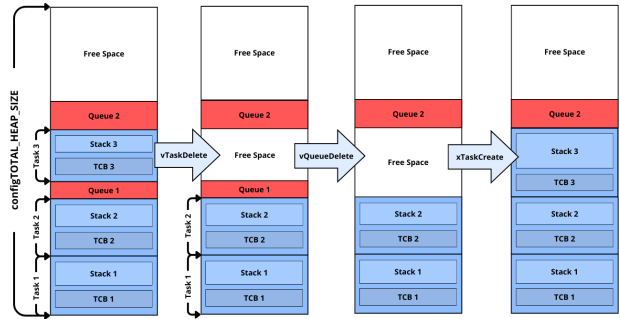 configTOTAL_HEAP_SIZE
Free Space
Queue 2
Task 3
Stack 3
TCB 3
Queue 1
Task 2
Stack 2
TCB 2
Task 1
Stack 1
TCB 1
vTaskDelete
Free Space
Queue 2
Free Space
Queue 1
Task 2
Stack 2
TCB 2
Task 1
Stack 1
TCB 1
vQueueDelete
Free Space
Queue 2
Free Space
Stack 2
TCB 2
Stack 1
TCB 1
xTaskCreate
Free Space
Queue 2
Stack 3
TCB 3
Stack 2
TCB 2
Stack 1
TCB 1